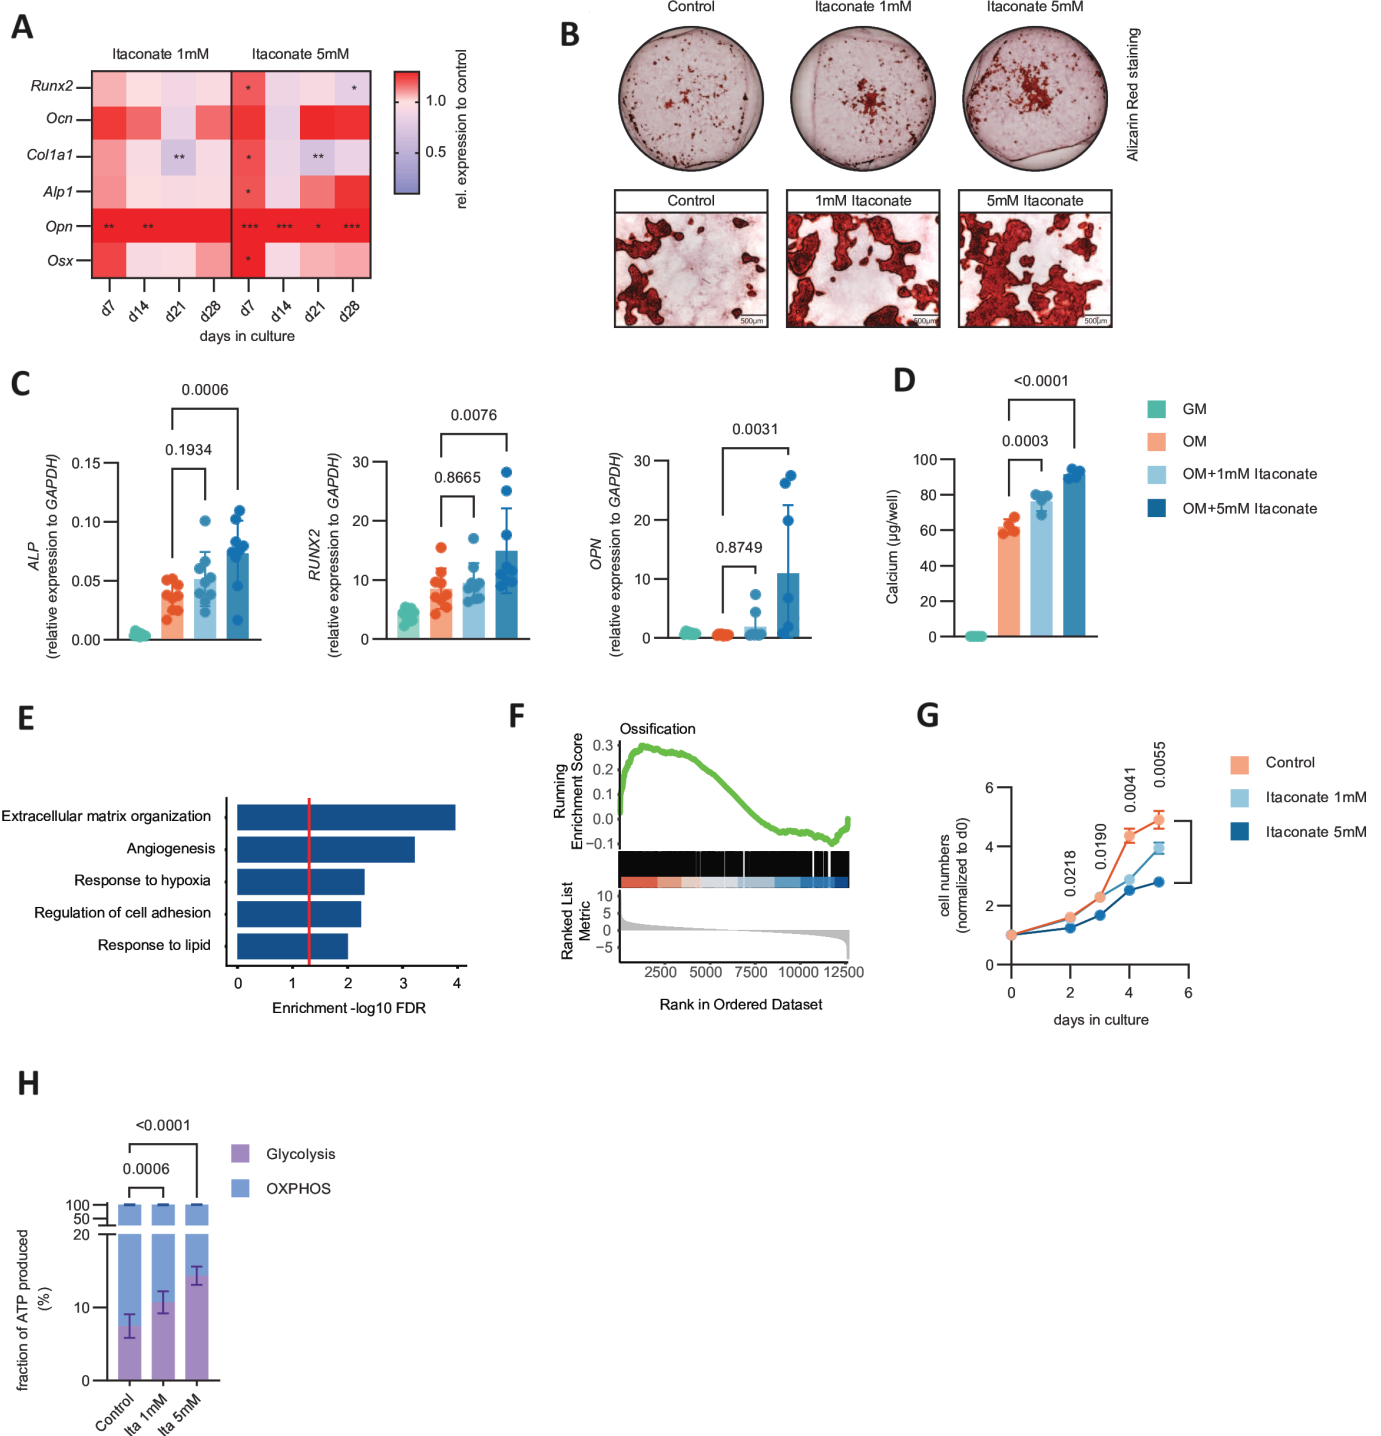 A
Itaconate 1mM
Itaconate 5mM
Runx2
Ocn
Col1a1
Alp1
Opn
Osx
*
*
**
*
**
*
**
**
***
***
*
***
*
d7
d14
d21
d28
d7
d14
d21
d28
days in culture
1.0
0.5
rel. expression to control
B
Control
Itaconate 1mM
Itaconate 5mM
Alizarin Red staining
Control
1mM Itaconate
5mM Itaconate
500µm
500µm
500µm
C
0.0006
0.1934
0.15
0.10
0.05
0.00
ALP
(relative expression to GAPDH)
0.0076
0.8665
30
20
10
0
RUNX2
(relative expression to GAPDH)
0.0031
0.8749
30
20
10
0
OPN
(relative expression to GAPDH)
D
<0.0001
0.0003
100
80
60
40
20
0
Calcium (µg/well)
GM
OM
OM+1mM Itaconate
OM+5mM Itaconate
E
Extracellular matrix organization
Angiogenesis
Response to hypoxia
Regulation of cell adhesion
Response to lipid
0
1
2
3
4
Enrichment -log10 FDR
F
Ossification
0.3
0.2
0.1
0.0
−0.1
Running
Enrichment Score
10
5
0
−5
Ranked List
Metric
2500
5000
7500
10000
12500
Rank in Ordered Dataset
G
0.0218
0.0190
0.0041
0.0055
6
4
2
0
cell numbers
(normalized to d0)
0
2
4
6
days in culture
Control
Itaconate 1mM
Itaconate 5mM
H
<0.0001
0.0006
100
50
20
10
0
fraction of ATP produced
(%)
Control
Ita 1mM
Ita 5mM
Glycolysis
OXPHOS